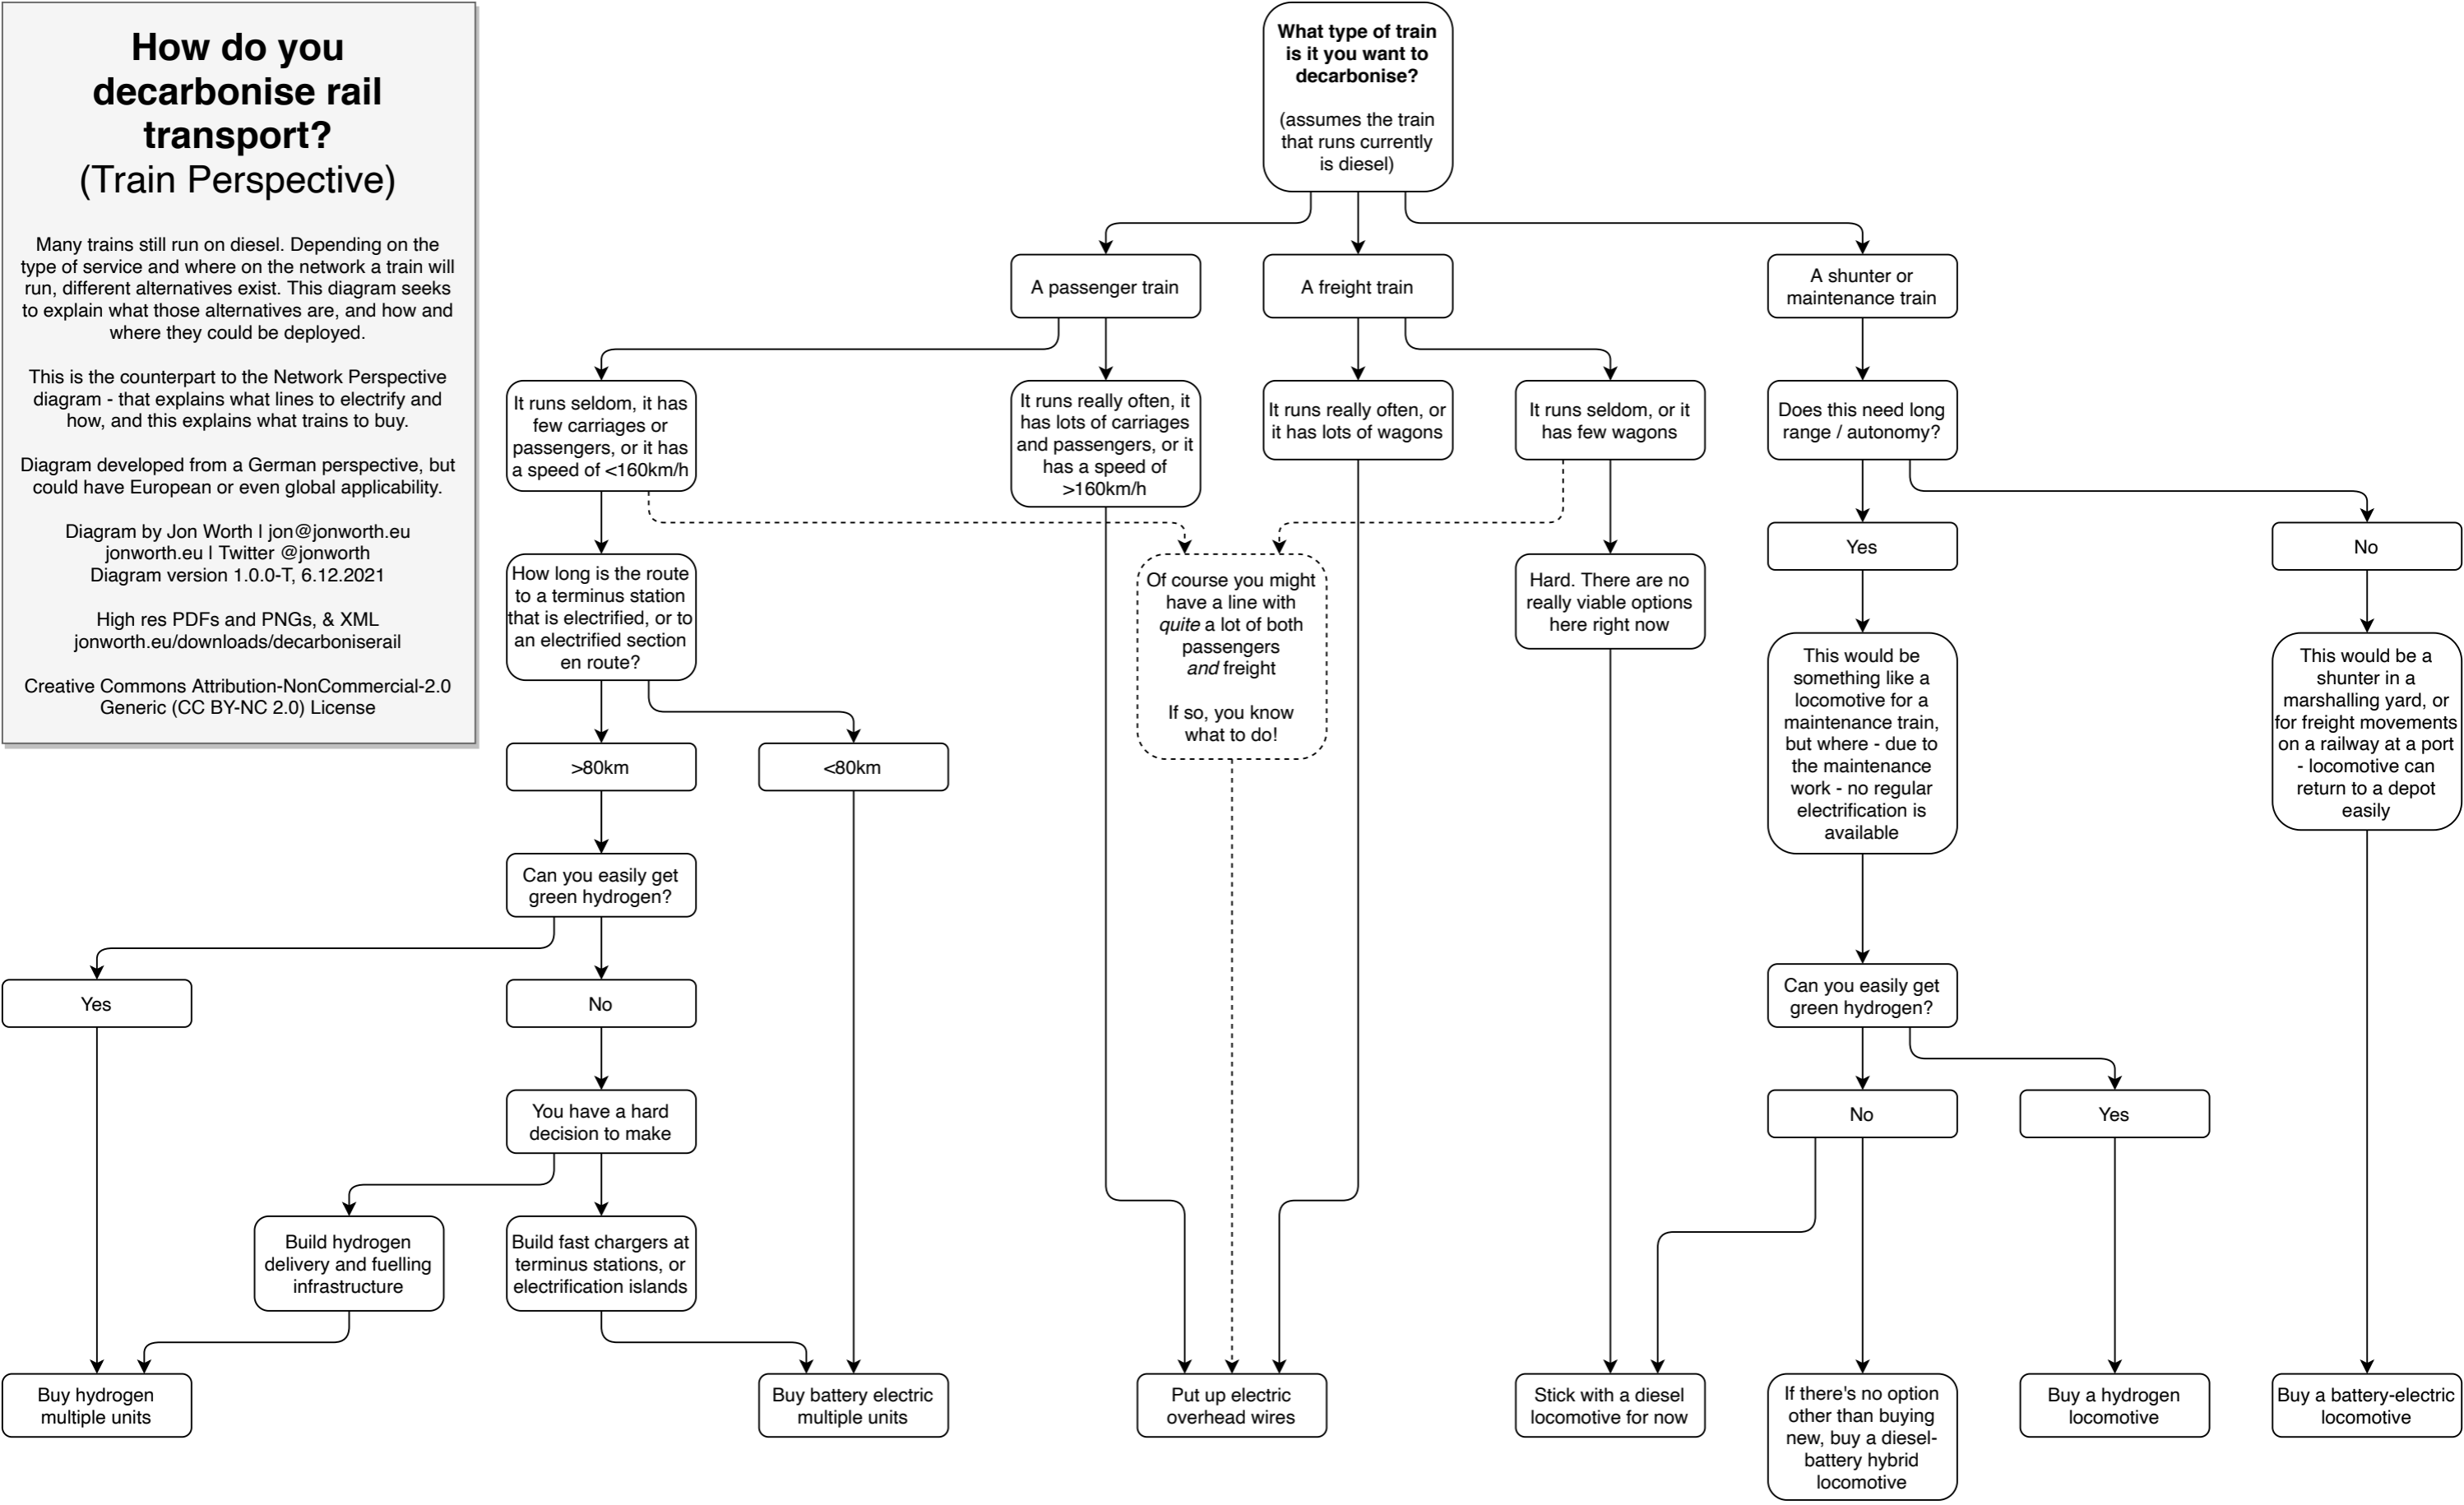 How do you
decarbonise rail
transport?
(Train Perspective)
Many trains still run on diesel. Depending on the
type of service and where on the network a train will
run, different alternatives exist. This diagram seeks
to explain what those alternatives are, and how and
where they could be deployed.
This is the counterpart to the Network Perspective
diagram - that explains what lines to electrify and
how, and this explains what trains to buy.
Diagram developed from a German perspective, but
could have European or even global applicability.
Diagram by Jon Worth | jon@jonworth.eu
jonworth.eu | Twitter @jonworth
Diagram version 1.0.0-T, 6.12.2021
High res PDFs and PNGs, & XML
jonworth.eu/downloads/decarboniserail
Creative Commons Attribution-NonCommercial-2.0
Generic (CC BY-NC 2.0) License
What type of train
is it you want to
decarbonise?
(assumes the train
that runs currently
is diesel)
A passenger train
A freight train
A shunter or
maintenance train
It runs seldom, it has
few carriages or
passengers, or it has
a speed of <160km/h
It runs really often, it
has lots of carriages
and passengers, or it
has a speed of
>160km/h
It runs really often, or
it has lots of wagons
It runs seldom, or it
has few wagons
Does this need long
range / autonomy?
Yes
No
How long is the route
to a terminus station
that is electrified, or to
an electrified section
en route?
Of course you might
have a line with
quite a lot of both
passengers
and freight
If so, you know
what to do!
Hard. There are no
really viable options
here right now
This would be
something like a
locomotive for a
maintenance train,
but where - due to
the maintenance
work - no regular
electrification is
available
This would be a
shunter in a
marshalling yard, or
for freight movements
on a railway at a port
- locomotive can
return to a depot
easily
>80km
<80km
Can you easily get
green hydrogen?
Yes
No
Can you easily get
green hydrogen?
You have a hard
decision to make
No
Yes
Build hydrogen
delivery and fuelling
infrastructure
Build fast chargers at
terminus stations, or
electrification islands
Buy hydrogen
multiple units
Buy battery electric
multiple units
Put up electric
overhead wires
Stick with a diesel
locomotive for now
If there's no option
other than buying
new, buy a diesel-
battery hybrid
locomotive
Buy a hydrogen
locomotive
Buy a battery-electric
locomotive